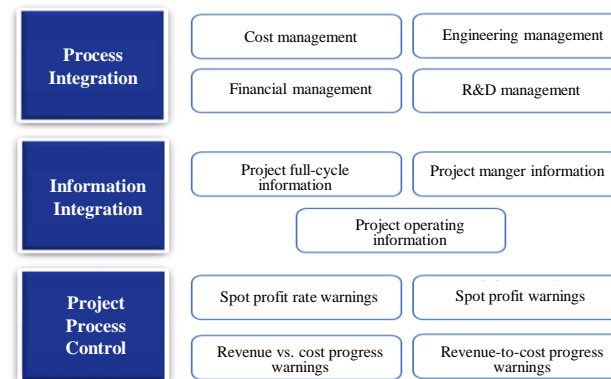 Process
Integration
Cost management
Engineering management
Financial management
R&D management
Information
Integration
Project full-cycle
information
Project manger information
Project operating
information
Project
Process
Control
Spot profit rate warnings
Spot profit warnings
Revenue vs. cost progress
warnings
Revenue-to-cost progress
warnings